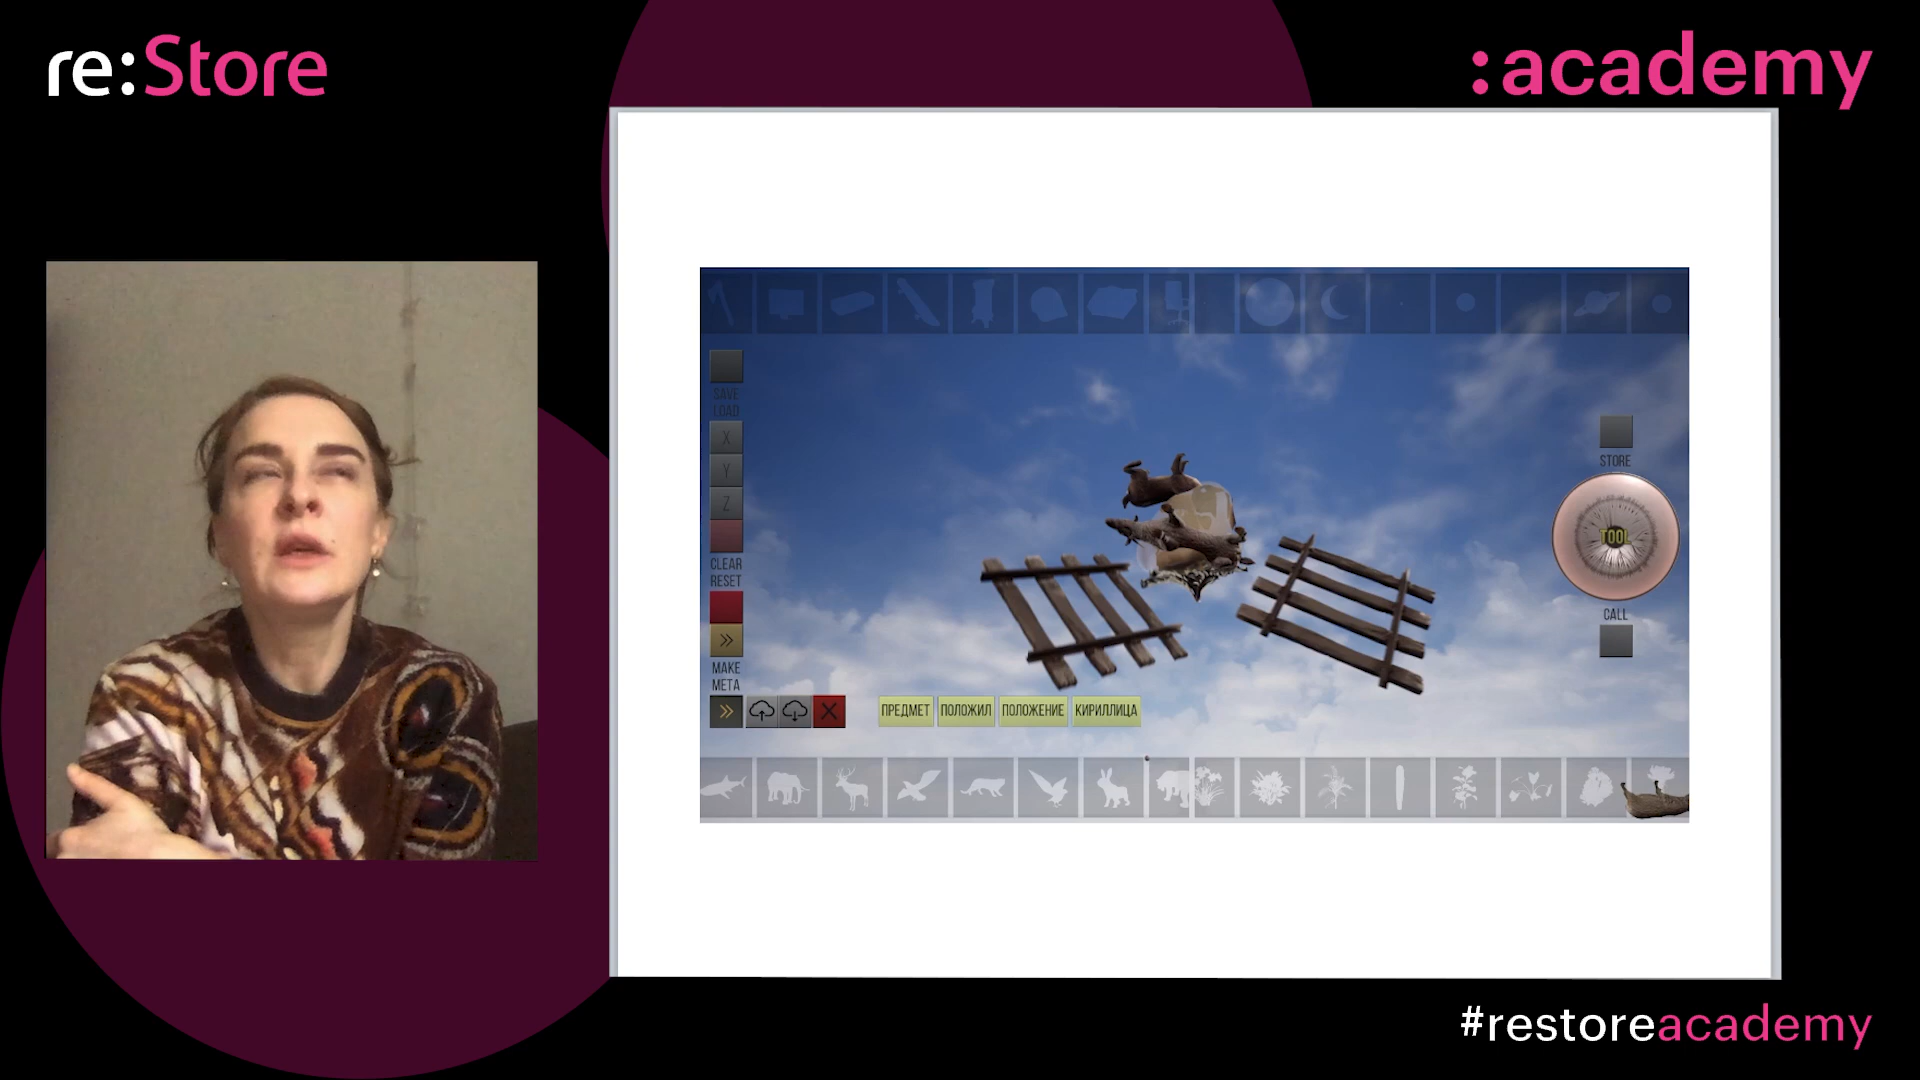 re:Store
:academy
SAVE
LOAD
X
Y
Z
CLEAR
RESET
MAKE
META
STORE
TOOL
CALL
ПРЕДМЕТ ПОЛОЖИЛ ПОЛОЖЕНИЕ КИРИЛЛИЦА
#restoreacademy